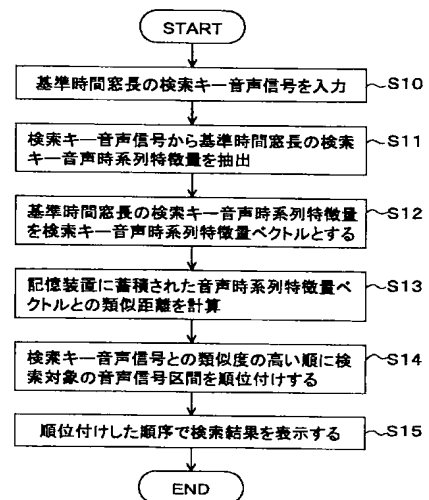 START
基準時間窓長の検索キー音声信号を入力
S10
検索キー音声信号から基準時間窓長の検索
キー音声時系列特徴量を抽出
S11
基準時間窓長の検索キー音声時系列特徴量
を検索キー音声時系列特徴量ベクトルとする
S12
記憶装置に蓄積された音声時系列特徴量ベ
クトルとの類似距離を計算
S13
検索キー音声信号との類似度の高い順に検
索対象の音声信号区間を順位付けする
S14
順位付けした順序で検索結果を表示する
S15
END